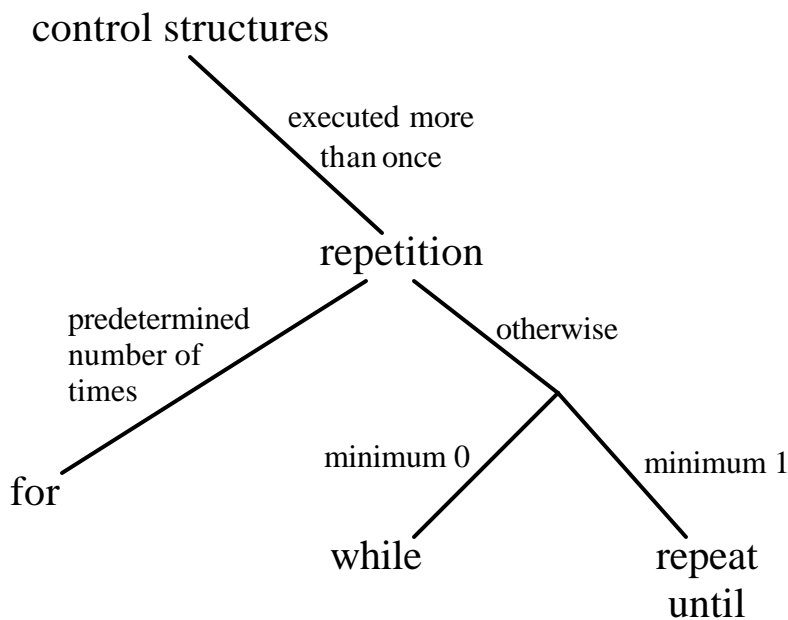 control structures
executed more
than once
repetition
predetermined
number of
times
otherwise
for
minimum 0
minimum 1
while
repeat
until